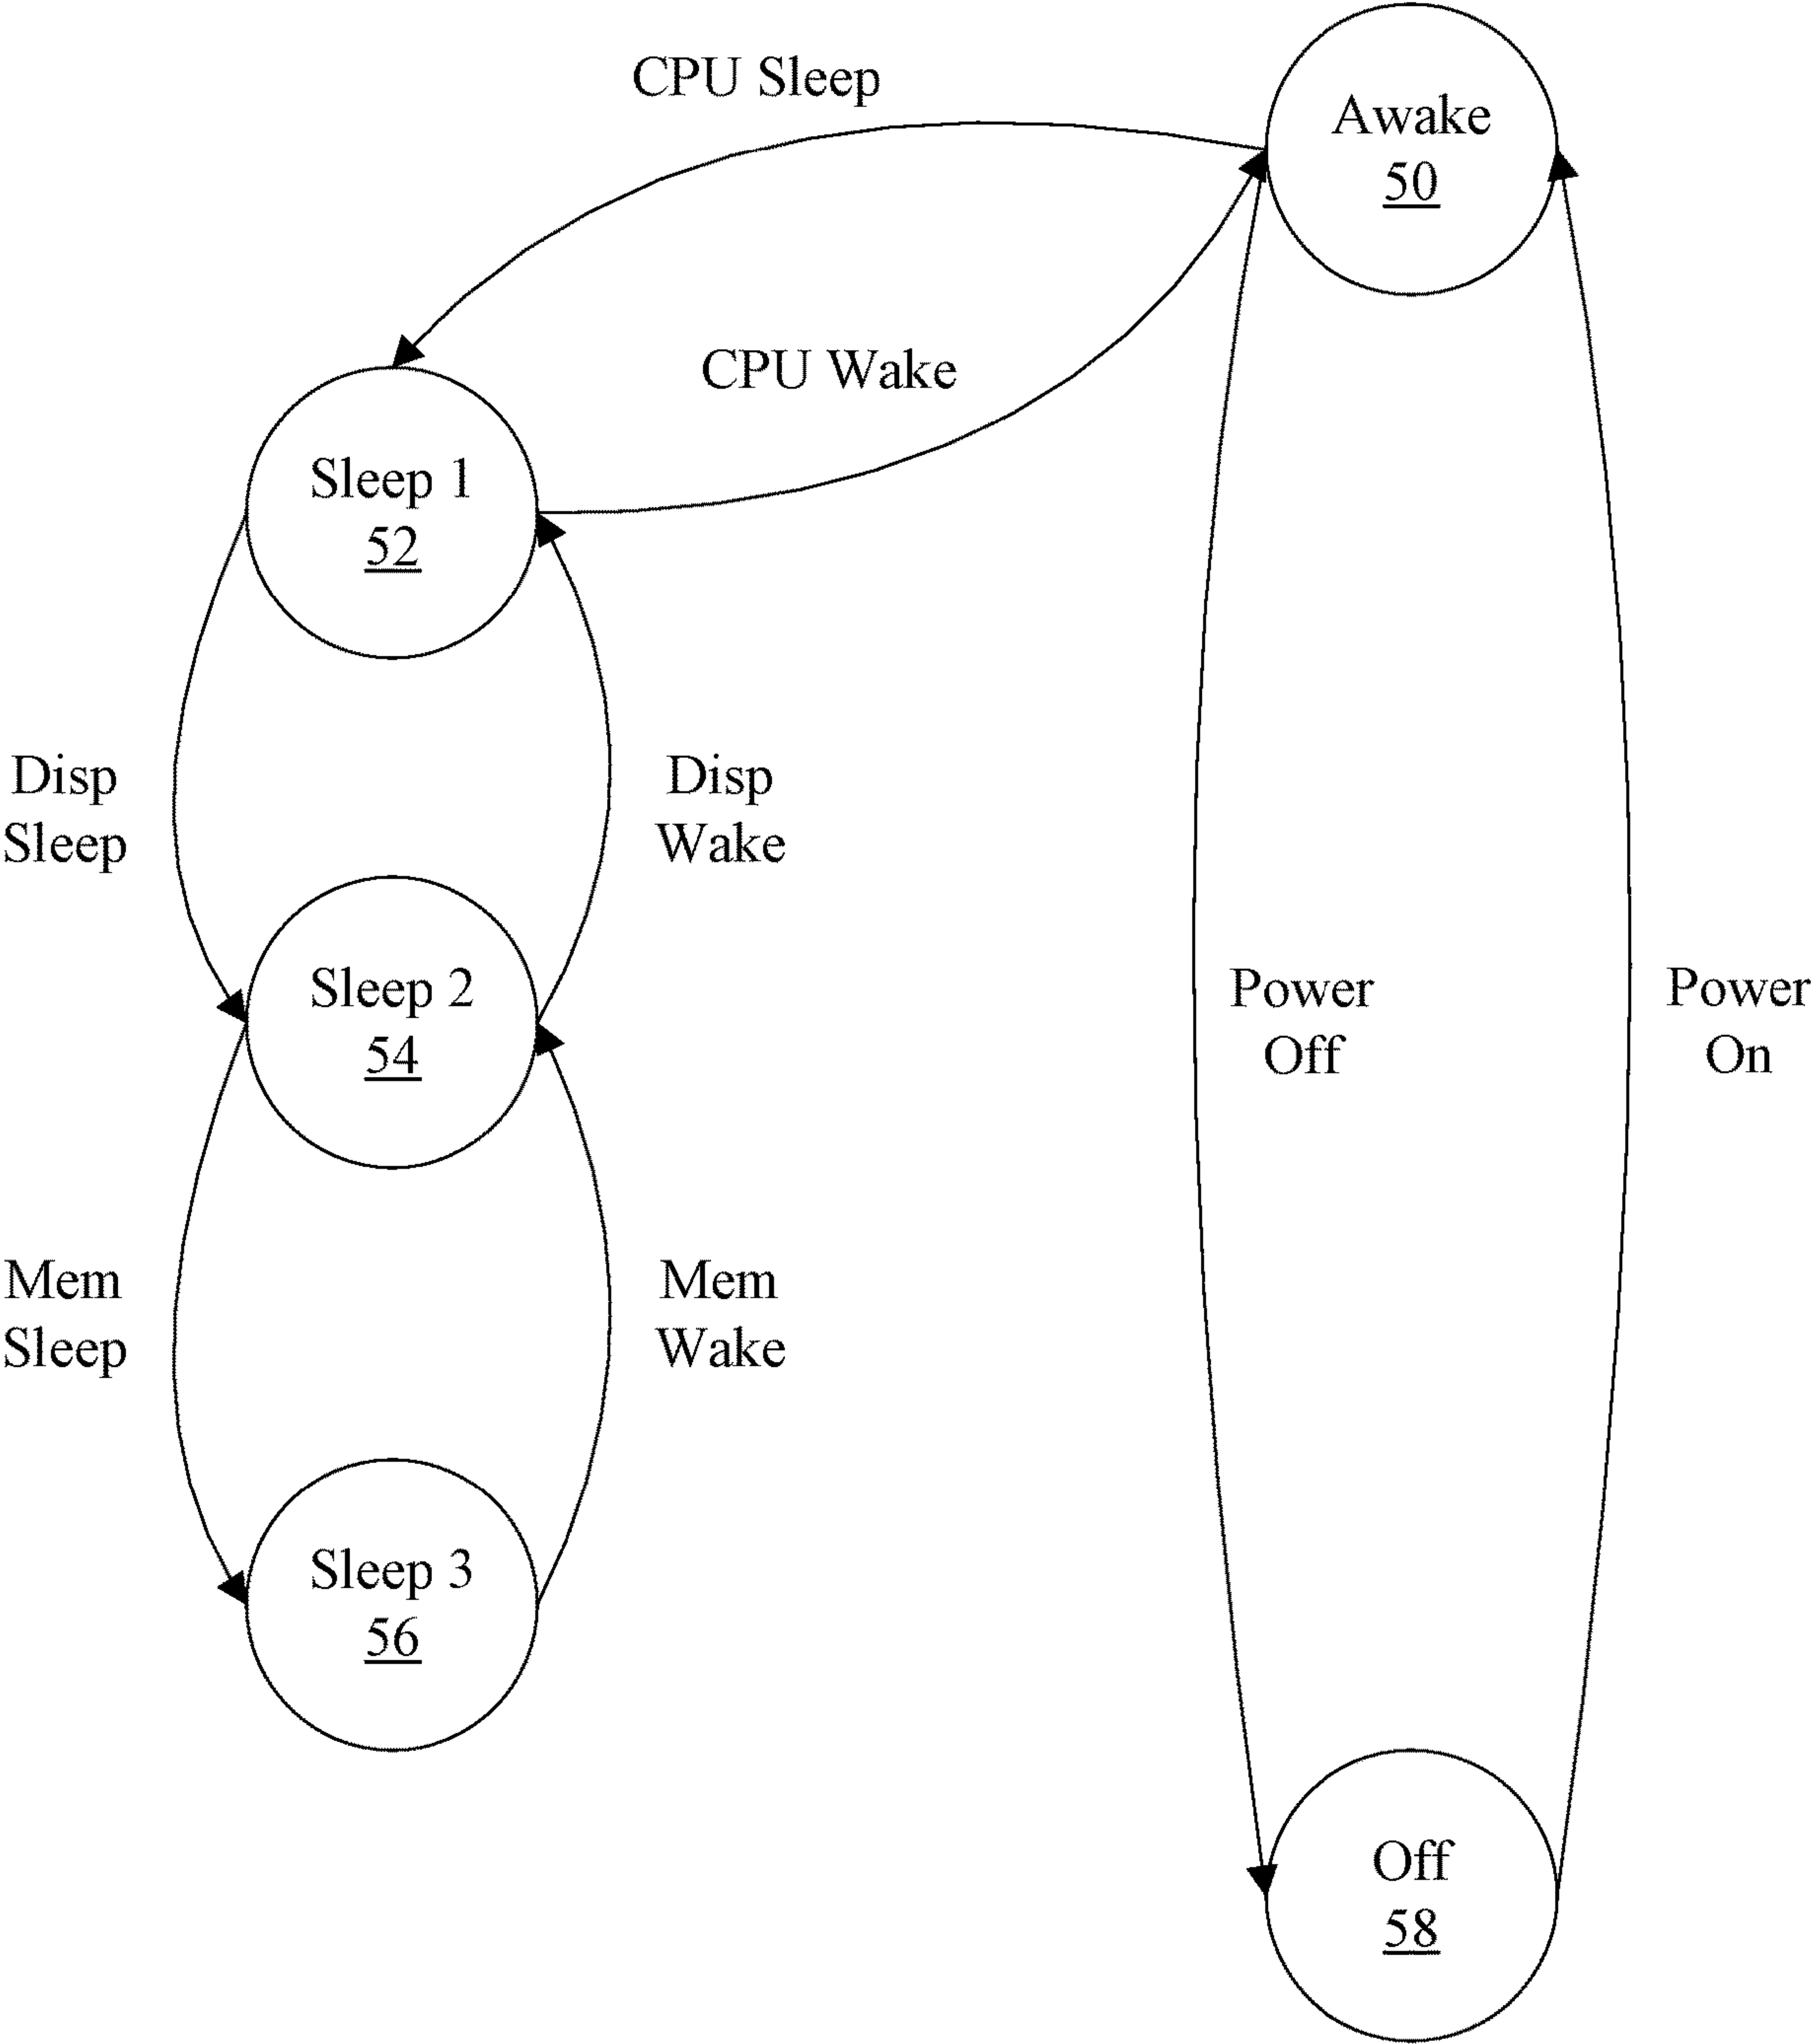 CPU Sleep
Awake
50
CPU Wake
Sleep 1
52
Disp
Sleep
Disp
Wake
Sleep 2
54
Power
Off
Power
On
Mem
Sleep
Mem
Wake
Sleep 3
56
Off
58